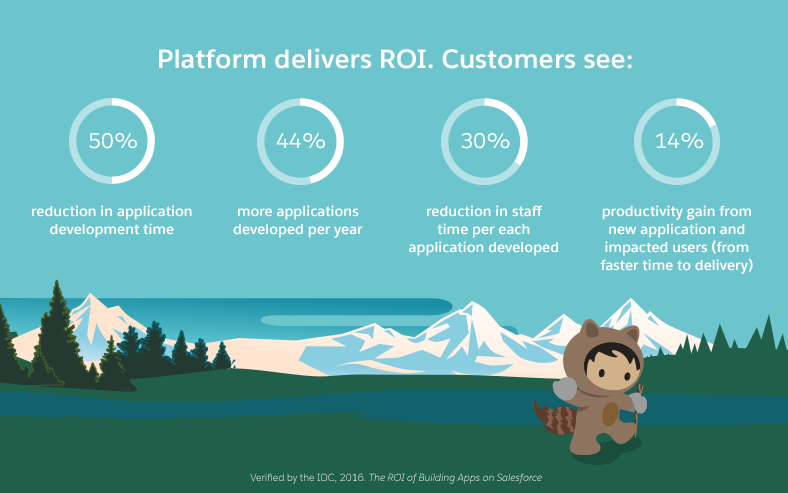 Platform delivers ROI. Customers see:
50%
44%
30%
14%
reduction in application
development time
more applications
developed per year
reduction in staff
time per each
application developed
productivity gain from
new application and
impacted users (from
faster time to delivery)
Verified by the IDC, 2016. The ROI of Building Apps on Salesforce